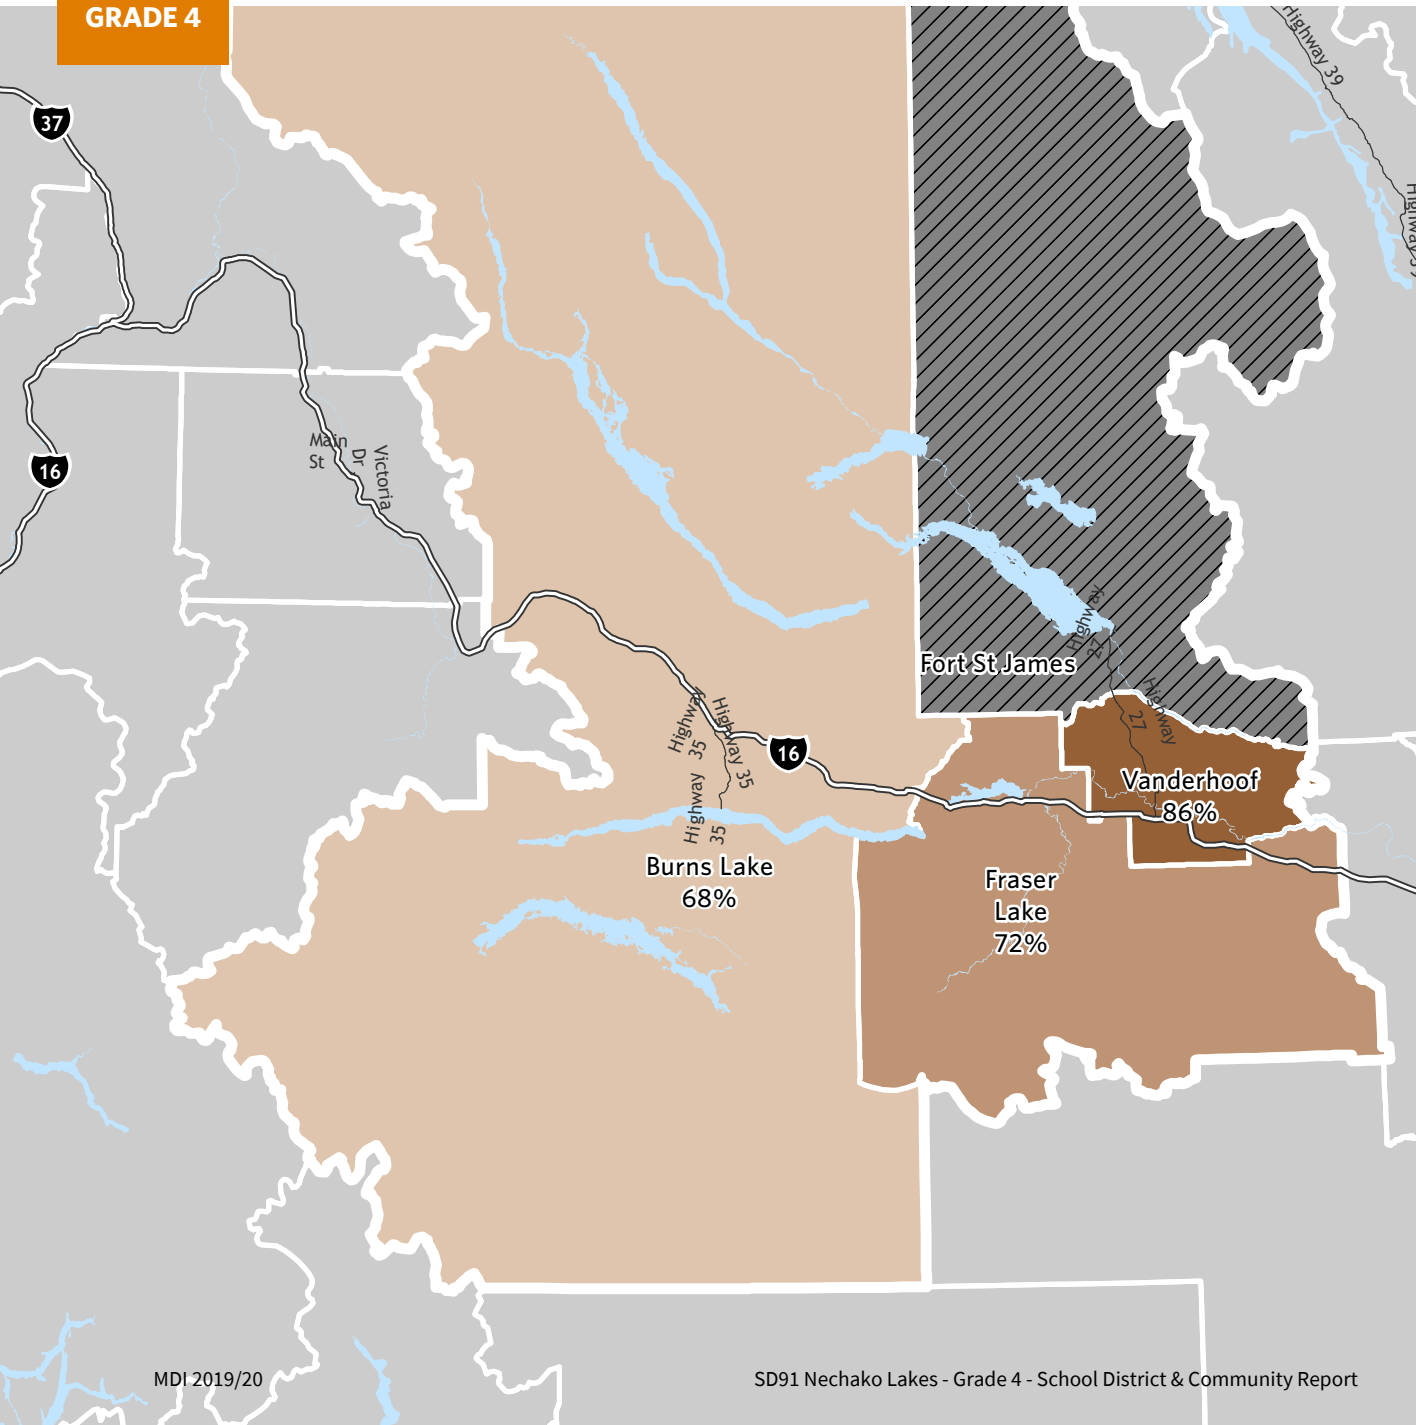 GRADE 4
Highway 39
Highway 39
37
16
Main
St
Victoria
Dr
Highway
27
Fort St James
Highway
27
Highway
35
Highway 35
16
Highway
35
Vanderhoof
86%
Burns Lake
68%
Fraser
Lake
72%
MDI 2019/20
SD91 Nechako Lakes - Grade 4 - School District & Community Report